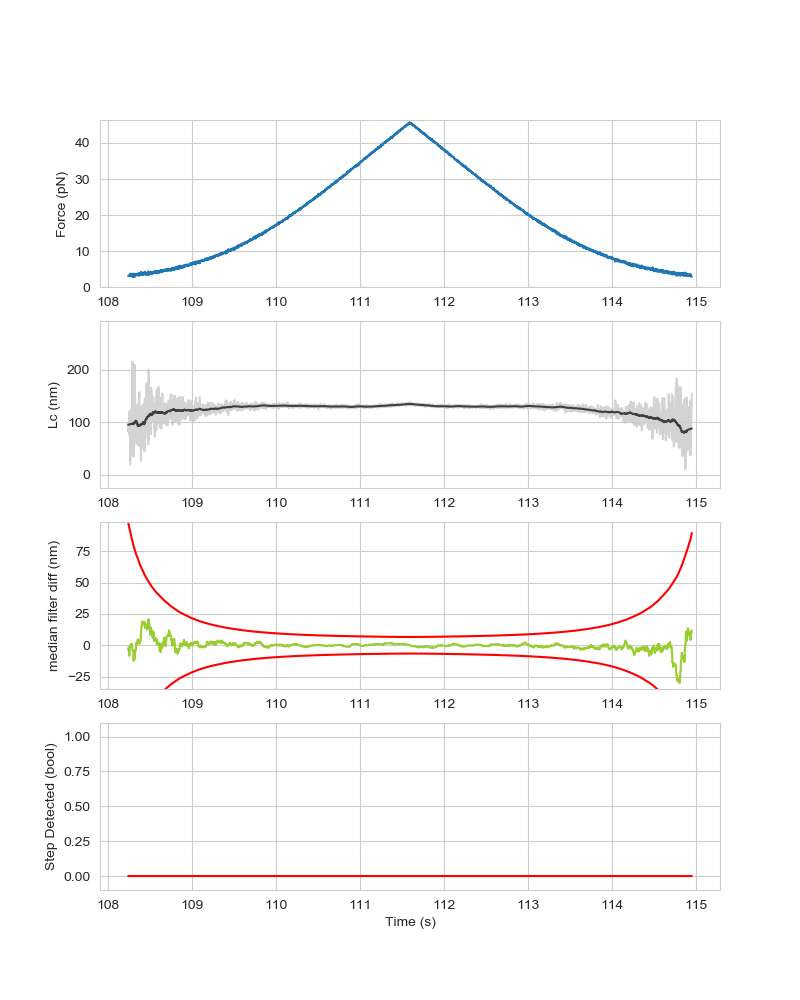 Force (pN)
40
30
20
10
0
108 109 110 111 112 113 114 115
Lc (nm)
200
100
0
108 109 110 111 112 113 114 115
median filter diff (nm)
75
50
25
0
−25
108 109 110 111 112 113 114 115
Step Detected (bool)
1.00
0.75
0.50
0.25
0.00
108 109 110 111 112 113 114 115
Time (s)